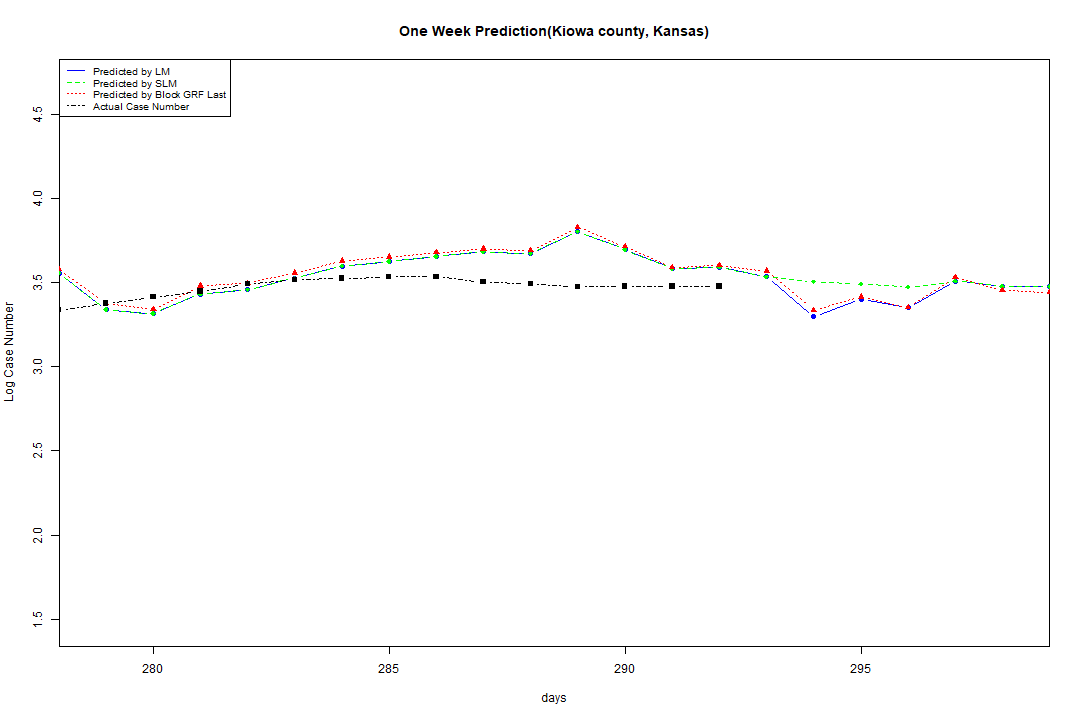 One Week Prediction(Kiowa county, Kansas)
Predicted by LM
Predicted by SLM
Predicted by Block GRF Last
Actual Case Number
4.5
4.0
3.5
3.0
2.5
2.0
1.5
Log Case Number
280 285 290 295
days